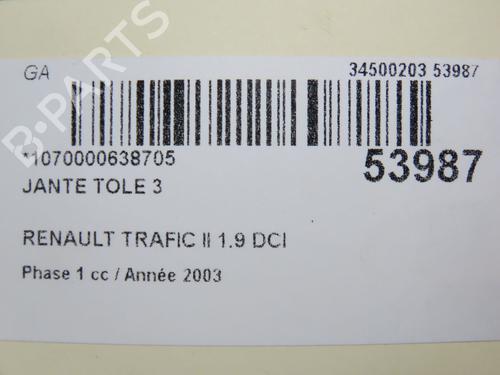 GA
34500203 53987
*1070000638705
53987
JANTE TOLE 3
RENAULT TRAFIC II 1.9 DCI
Phase 1 cc / Année 2003
B-PARTS